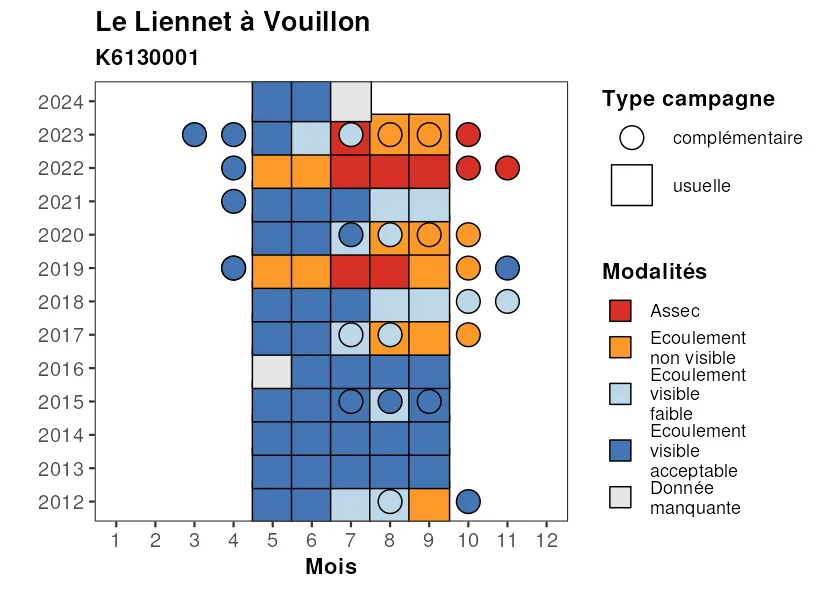 Le Liennet à Vouillon
K6130001
2024
2023
2022
2021
2020
2019
2018
2017
2016
2015
2014
2013
2012
1 2 3 4 5 6 7 8 9 10 11 12
Mois
Type campagne
complémentaire
usuelle
Modalités
Assec
Ecoulement
non visible
Ecoulement
visible
faible
Ecoulement
visible
acceptable
Donnée
manquante